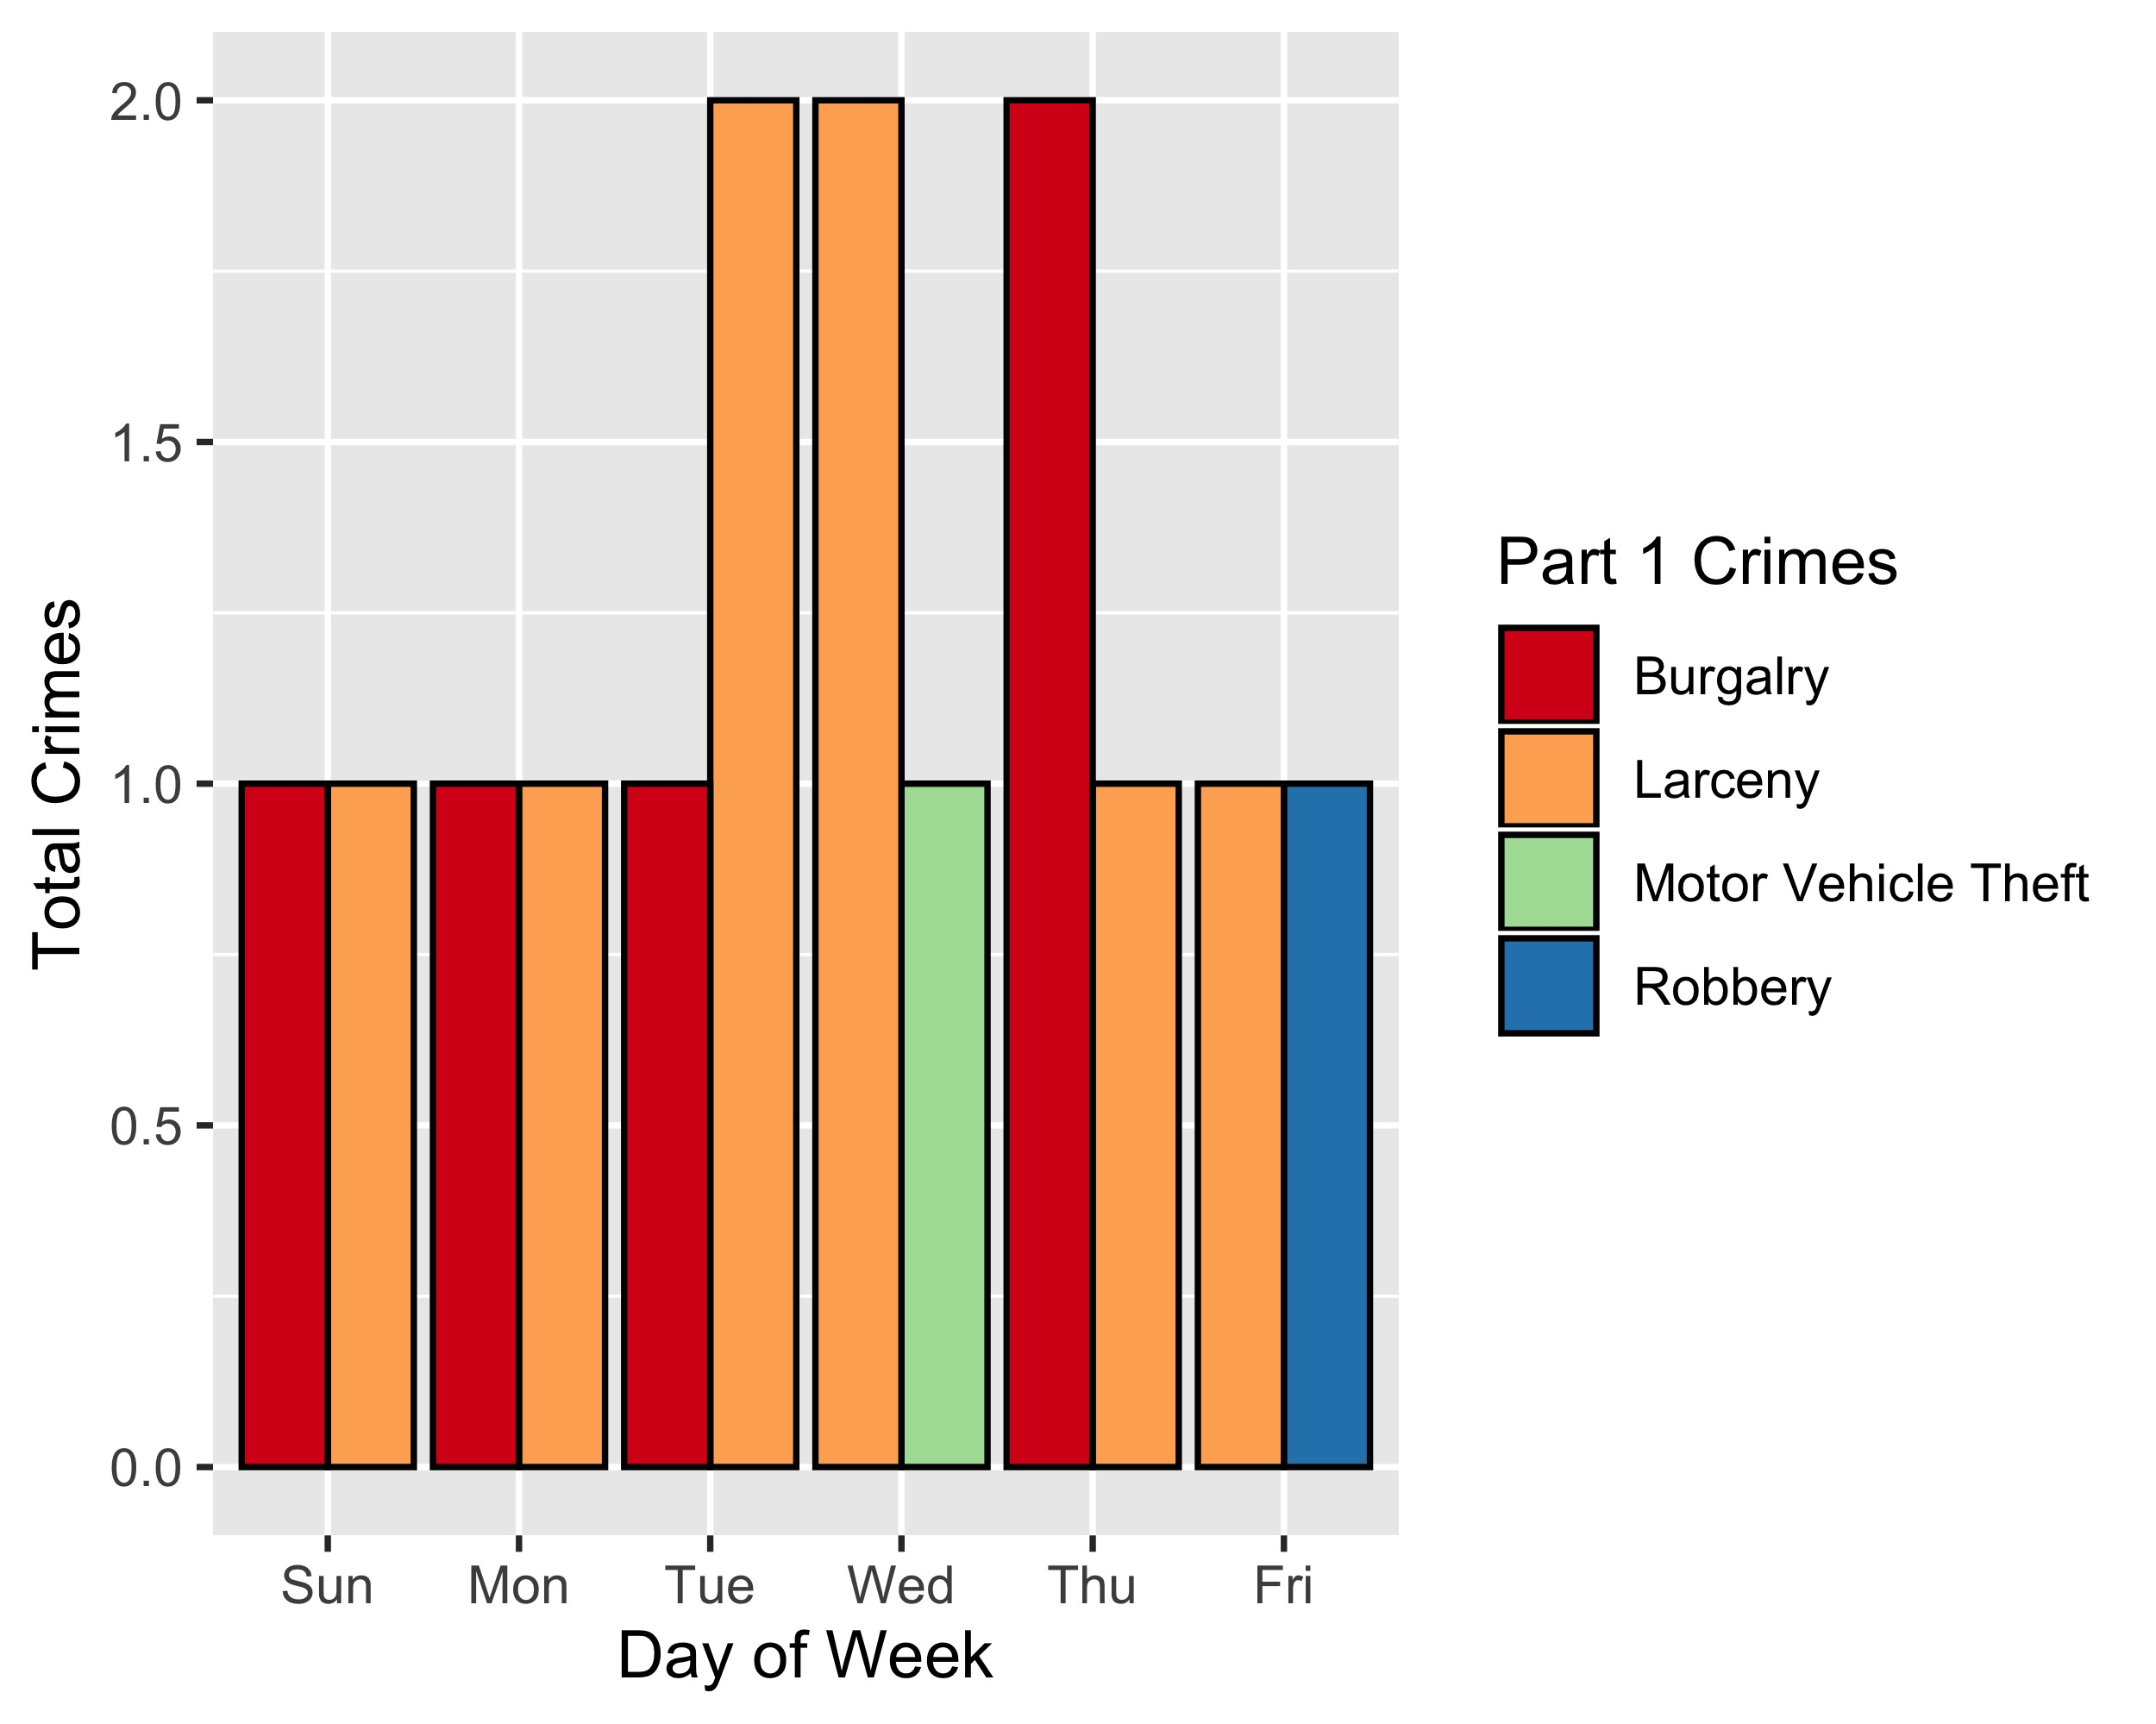 2.0
1.5
1.0
0.5
0.0
Total Crimes
Sun Mon Tue Wed Thu Fri
Day of Week
Part 1 Crimes
Burgalry
Larceny
Motor Vehicle Theft
Robbery